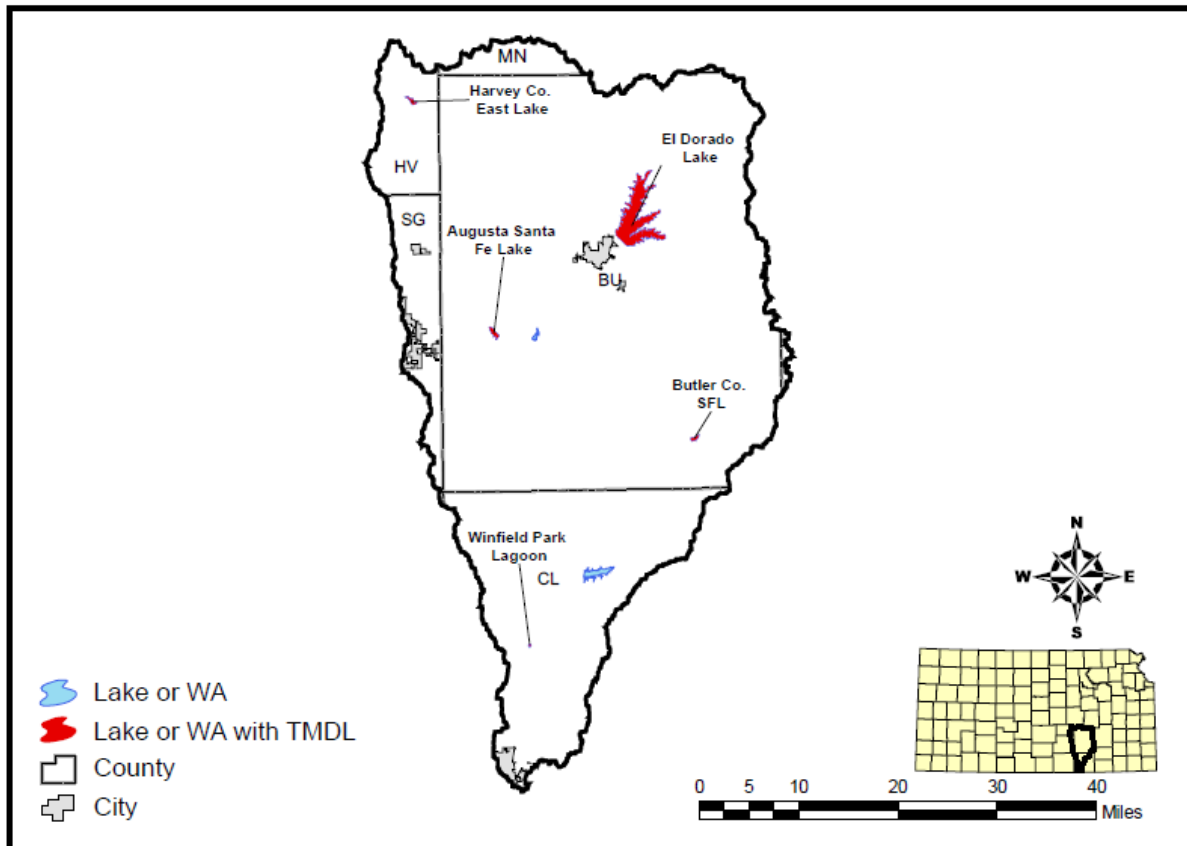 MN
Harvey Co.
East Lake
El Dorado
Lake
HV
SG
Augusta Santa
Fe Lake
BU
Butler Co.
SFL
Winfield Park
Lagoon
CL
N
W
E
S
Lake or WA
Lake or WA with TMDL
County
City
0 5 10 20 30 40
Miles